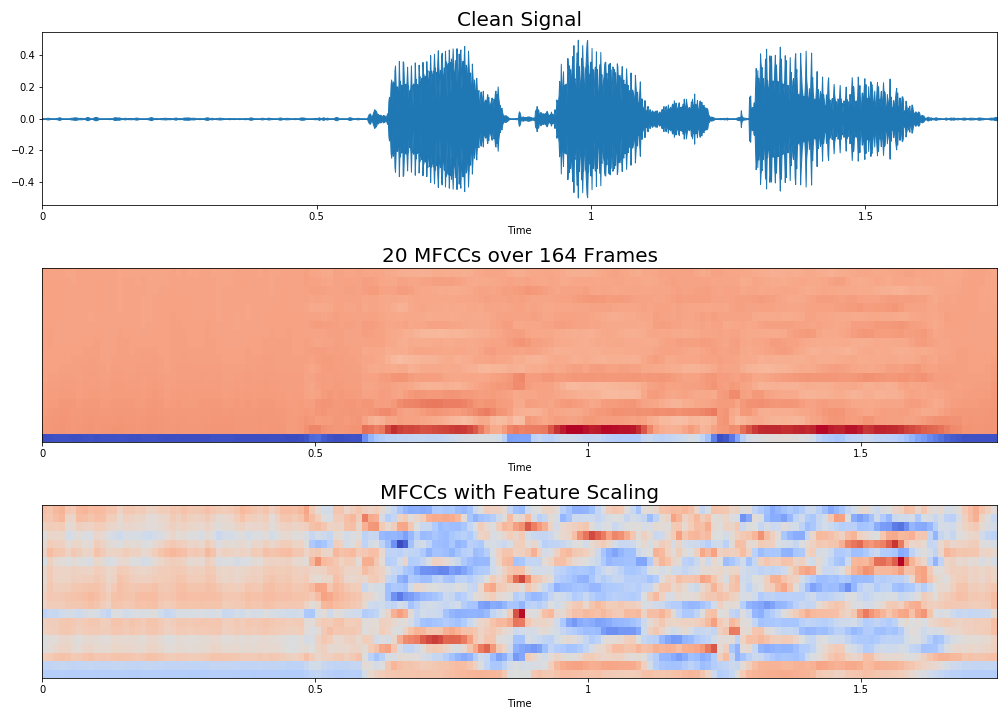 Clean Signal
0.4
0.2
0.0
−0.2
−0.4
0 0.5 1 1.5
Time
20 MFCCs over 164 Frames
0 0.5 1 1.5
Time
MFCCs with Feature Scaling
0 0.5 1 1.5
Time